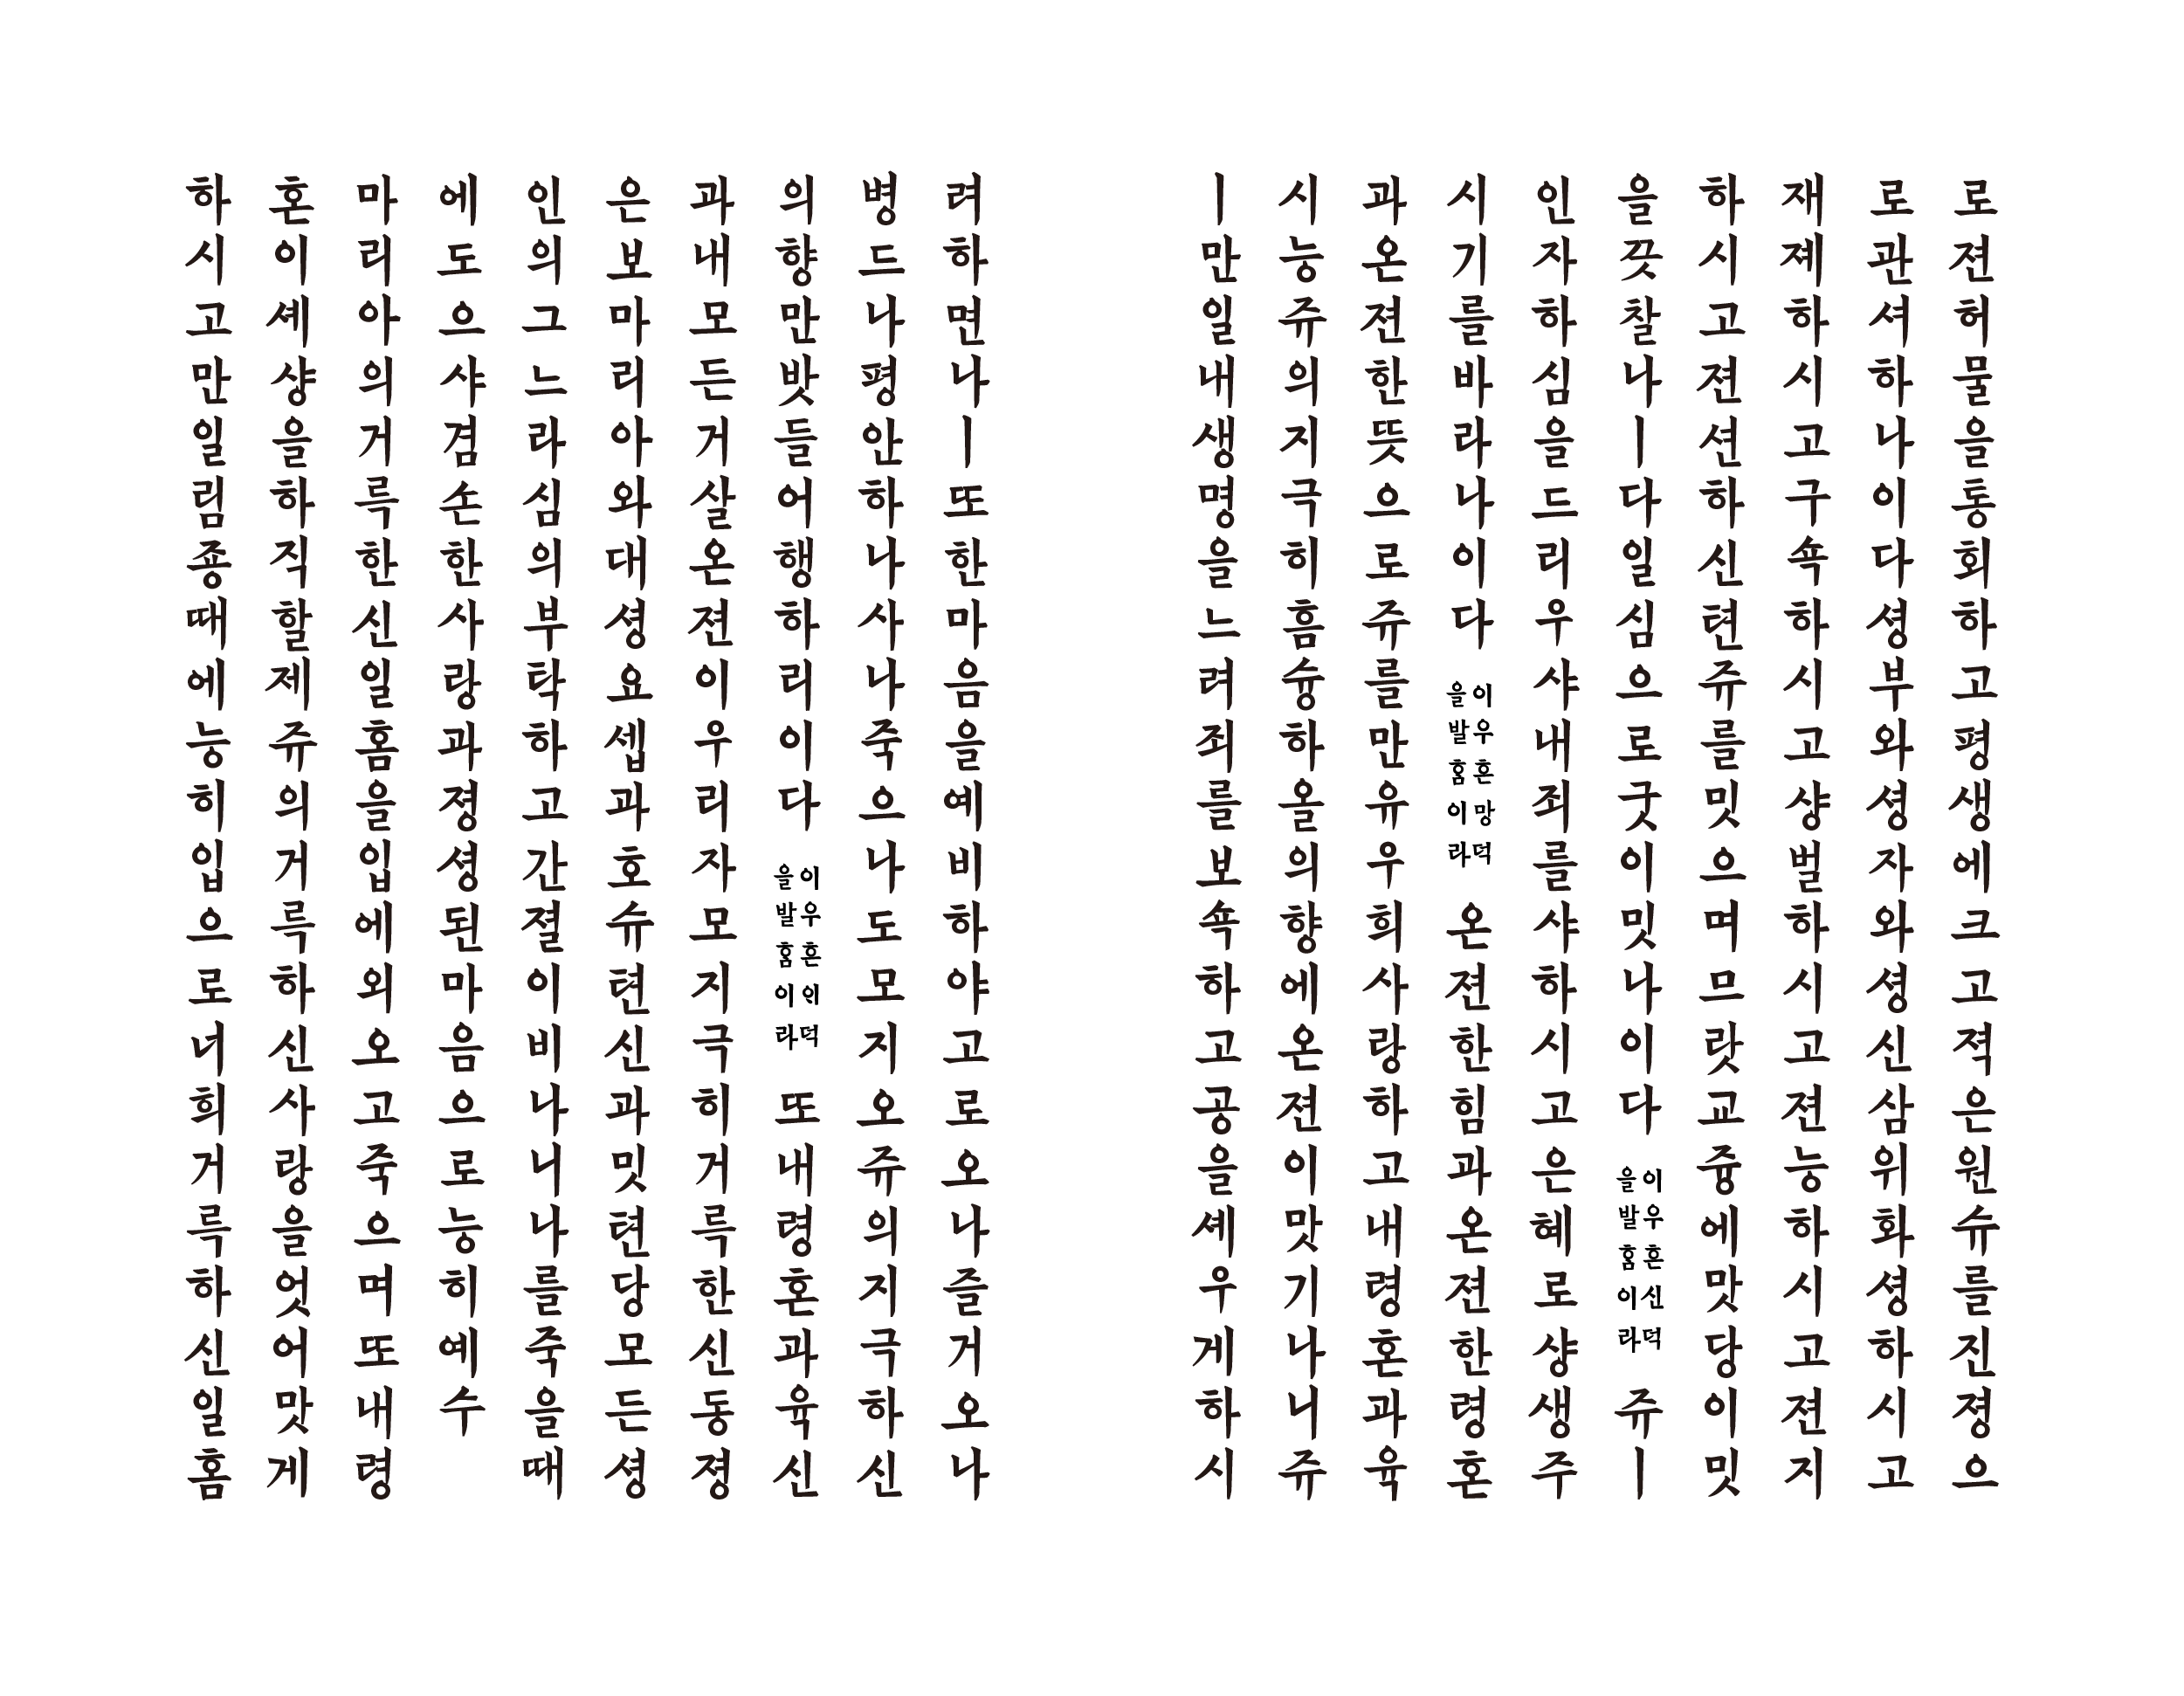 로젼허물을통회하고평생에크고젹은원슈를진졍으
로관셔하나이다셩부와셩자와셩신삼위화셩하시고
재졔하시고구쇽하시고샹벌하시고젼능하시고젼지
하시고젼션하신텬쥬를밋으며므랏교즁에맛당이밋
을끗찰나ㅣ다일심으로굿이밋나이다 이우흔신덕을발홈이라 쥬ㅣ
인자하심을드리우샤내죄를샤하시고은혜로샹생주
시기를바라나이다 이우흔망덕을발홈이라 온젼한힘과온젼한령혼
과온젼한뜻으로쥬를만유우희사랑하고내령혼과육
시능쥬의지극히흠슝하올의향에온젼이맛기나니쥬
ㅣ만일내생명을느려죄를보쇽하고공을셰우게하시
려하면나ㅣ또한마음을예비하야고로오나즐거오나
병드나평안하나사나죽으나도모지오쥬의지극하신
의향만밧들어행하리이다 이우흔인덕을발홈이라 또내령혼과육신
과내모든거살온젼이우리자모지극히거륵한신동졍
은보마리아와대셩요셉과호슈텬신과밋텬당모든셩
인의그느라심의부탁하고간졀이비나니나를죽을때
에도으샤겸손한사랑과졍셩된마음으로능히예수
마리아의거륵한신일홈을입에외오고죽으며또내령
혼이셰샹을하직할제쥬의거륵하신사랑을엇어맛게
하시고만일림죵때에능히입으로너희거륵하신일홈